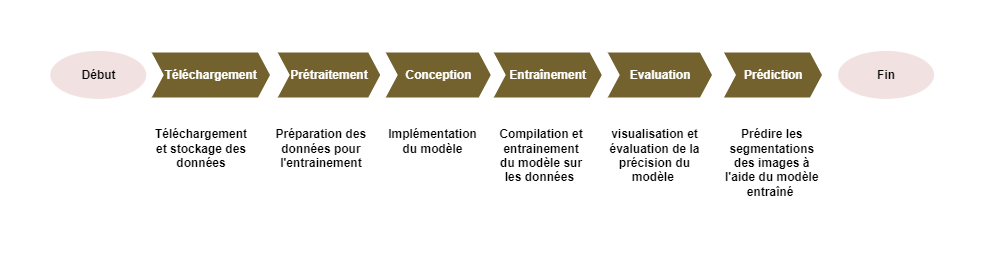 Début
Téléchargement
Prétraitement
Conception
Entraînement
Evaluation
Prédiction
Fin
Téléchargement
et stockage des
données
Préparation des
données pour
l'entrainement
Implémentation
du modèle
Compilation et
entrainement
du modèle sur
les données
visualisation et
évaluation de la
précision du
modèle
Prédire les
segmentations
des images à
l'aide du modèle
entraîné